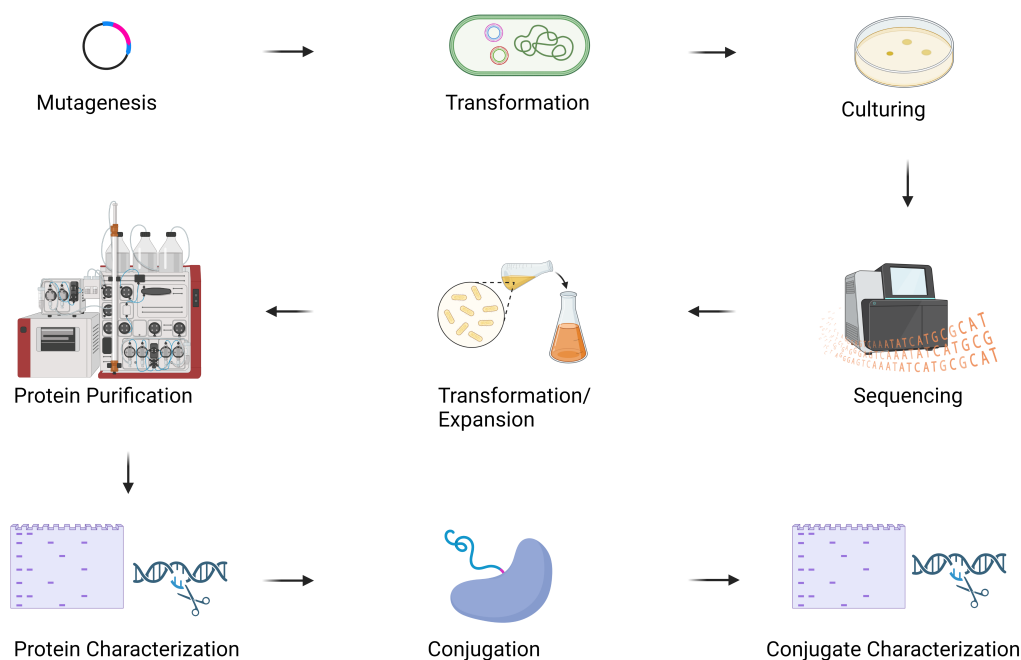 Mutagenesis
Transformation
Culturing
Protein Purification
Transformation/
Expansion
Sequencing
Protein Characterization
Conjugation
Conjugate Characterization